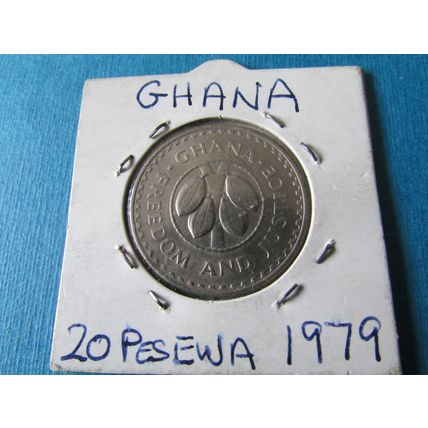 GHANA
· GHANA ·
FREEDOM AND JUSTICE
20 PESEWA 1979